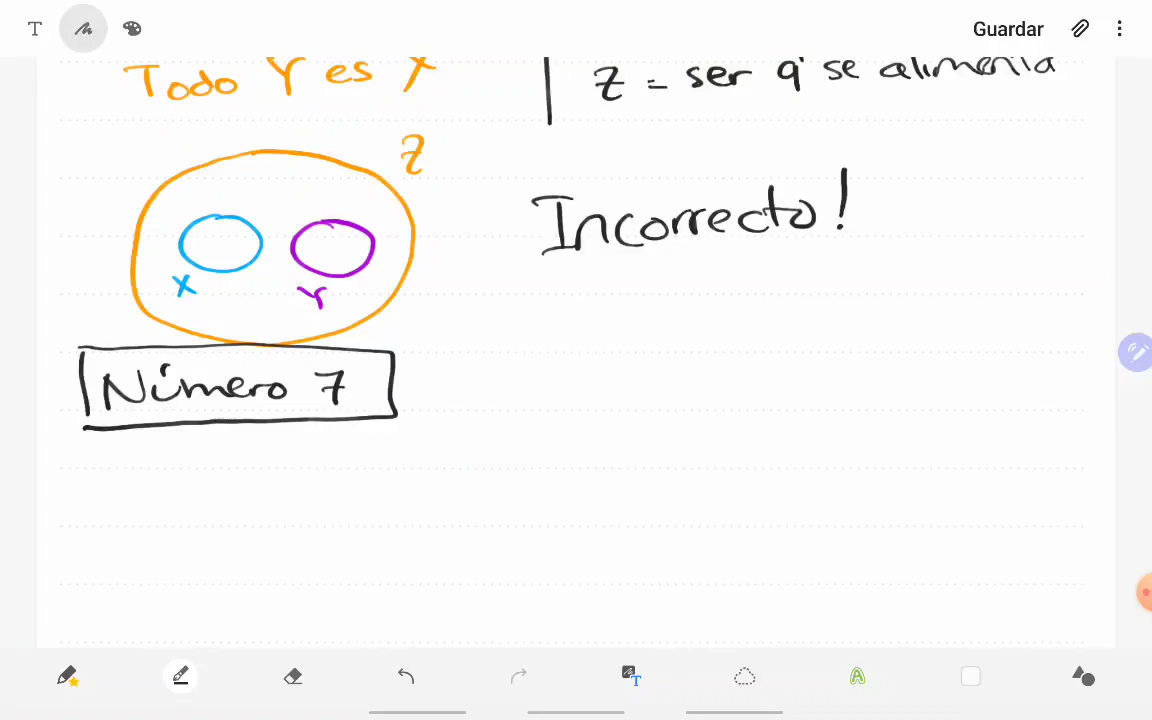 Guardar
Todo Y es X
z = ser q' se alimenta
Z
Incorrecto!
X
Y
Número 7